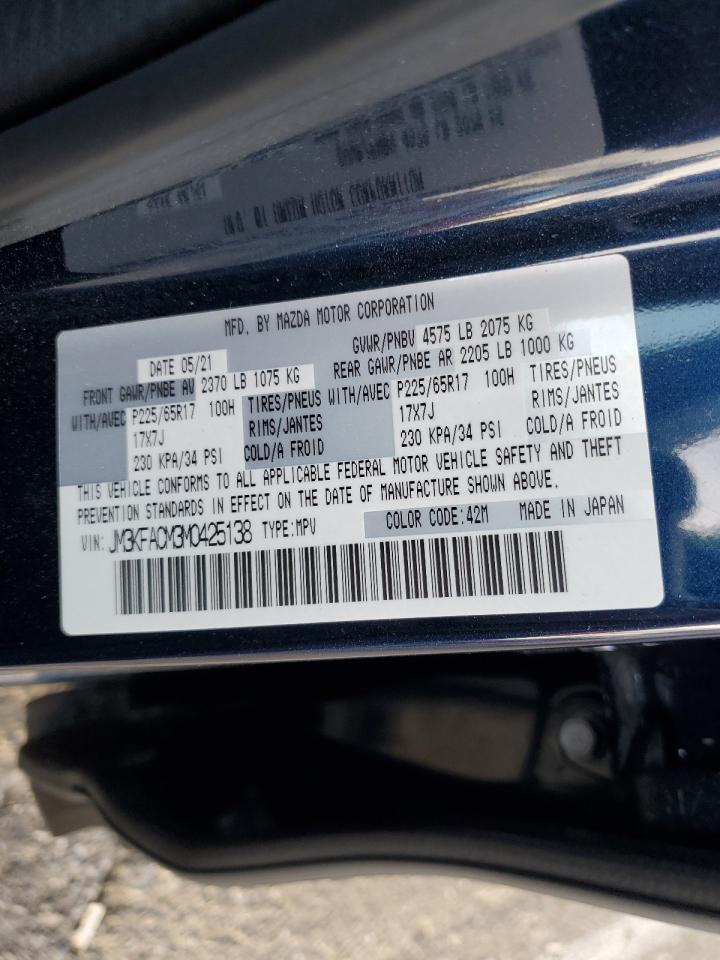 MFD. BY MAZDA MOTOR CORPORATION
DATE 05/21 GVWR/PNBV 4575 LB 2075 KG
FRONT GAWR/PNBE AV 2370 LB 1075 KG REAR GAWR/PNBE AR 2205 LB 1000 KG
WITH/AVEC P225/65R17 100H TIRES/PNEUS WITH/AVEC P225/65R17 100H TIRES/PNEUS
17X7J RIMS/JANTES 17X7J RIMS/JANTES
230 KPA/34 PSI COLD/A FROID 230 KPA/34 PSI COLD/A FROID
THIS VEHICLE CONFORMS TO ALL APPLICABLE FEDERAL MOTOR VEHICLE SAFETY AND THEFT
PREVENTION STANDARDS IN EFFECT ON THE DATE OF MANUFACTURE SHOWN ABOVE.
VIN: JM3KFACM3M0425138 TYPE:MPV COLOR CODE:42M MADE IN JAPAN